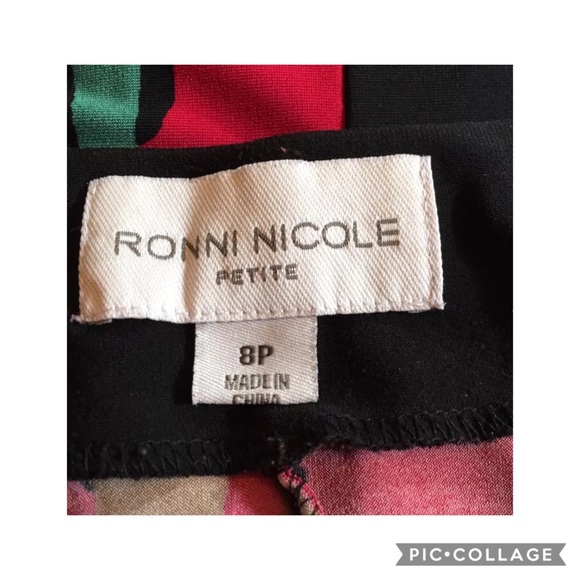 RONNI NICOLE
PETITE
8P
MADE IN
CHINA
PIC•COLLAGE